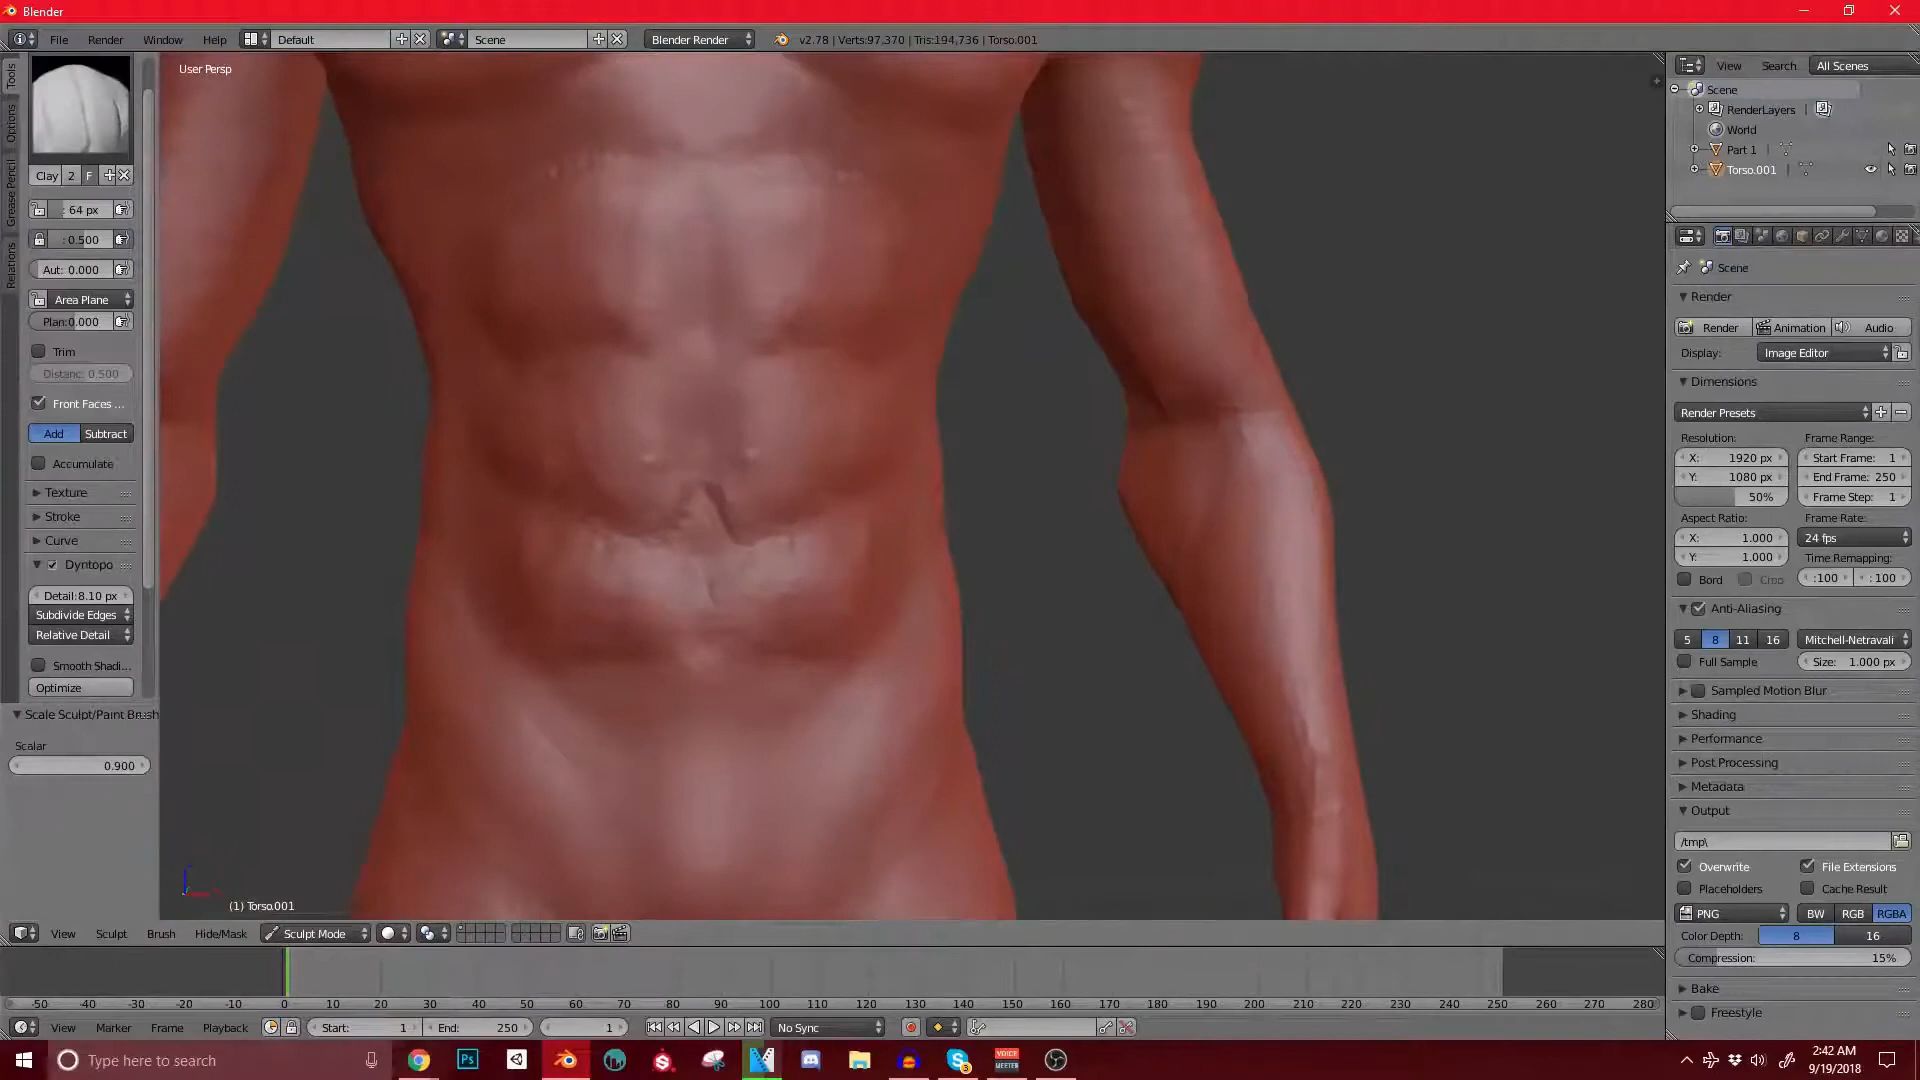 Blender
File Render Window Help Default Scene Blender Render v2.78 | Verts:97,370 | Tris:194,736 | Torso.001
User Persp
Tools
Options
Grease Pencil
Relations
Clay 2 F
: 64 px
: 0.500
Aut: 0.000
Area Plane
Plan:0.000
Trim
Distanc: 0.500
Front Faces ...
Add Subtract
Accumulate
Texture
Stroke
Curve
Dyntopo
Detail:8.10 px
Subdivide Edges
Relative Detail
Smooth Shadi...
Optimize
Scale Sculpt/Paint Brush
Scalar
0.900
(1) Torso.001
View Sculpt Brush Hide/Mask Sculpt Mode
-50 -40 -30 -20 -10 0 10 20 30 40 50 60 70 80 90 100 110 120 130 140 150 160 170 180 190 200 210 220 230 240 250 260 270 280
View Marker Frame Playback Start: 1 End: 250 1 No Sync
View Search All Scenes
Scene
RenderLayers |
World
Part 1 |
Torso.001 |
Scene
Render
Render Animation Audio
Display: Image Editor
Dimensions
Render Presets
Resolution: Frame Range:
X: 1920 px Start Frame: 1
Y: 1080 px End Frame: 250
50% Frame Step: 1
Aspect Ratio: Frame Rate:
X: 1.000 24 fps
Y: 1.000 Time Remapping:
Bord Crop :100 : 100
Anti-Aliasing
5 8 11 16 Mitchell-Netravali
Full Sample Size: 1.000 px
Sampled Motion Blur
Shading
Performance
Post Processing
Metadata
Output
/tmp\
Overwrite File Extensions
Placeholders Cache Result
PNG BW RGB RGBA
Color Depth: 8 16
Compression: 15%
Bake
Freestyle
Type here to search
Ps
3
VOICE
MEETER
2:42 AM
9/19/2018